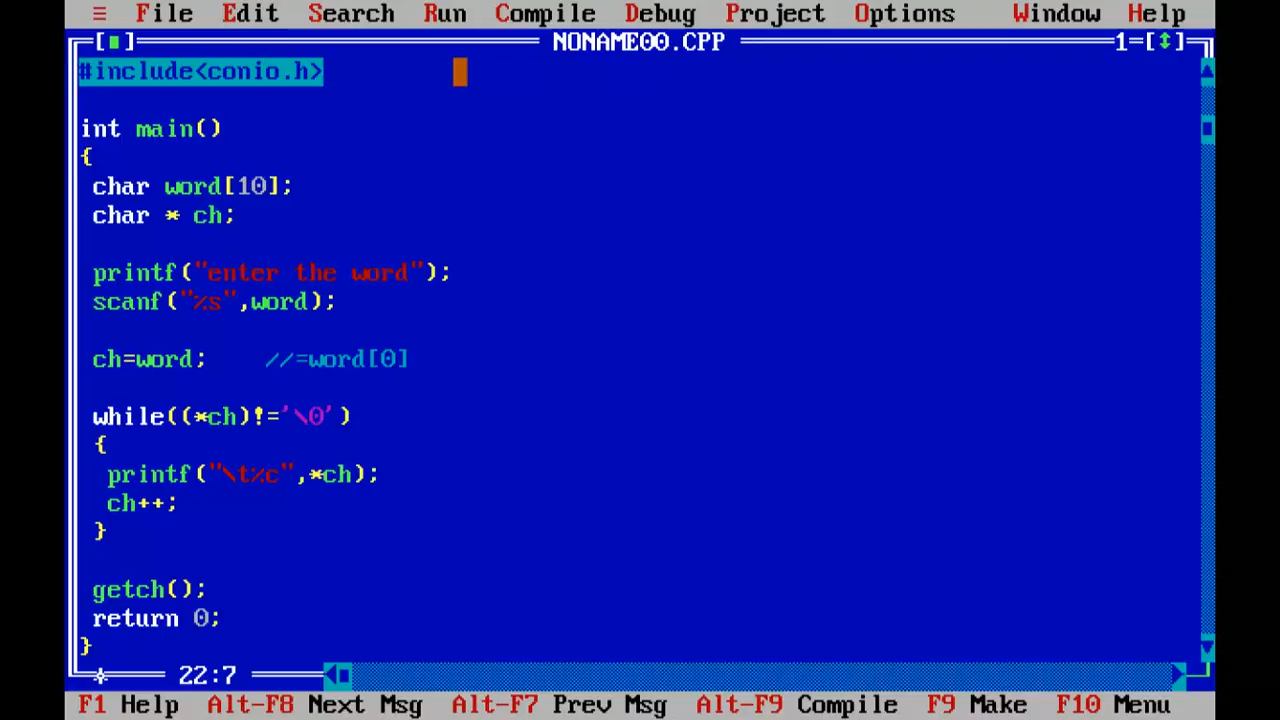 ≡ File Edit Search Run Compile Debug Project Options Window Help
[■] NONAME00.CPP 1=[↕]
#include<conio.h>
int main()
{
char word[10];
char * ch;
printf("enter the word");
scanf("%s",word);
ch=word; //=word[0]
while((*ch)!='\0')
{
printf("\t%c",*ch);
ch++;
}
getch();
return 0;
}
22:7
F1 Help Alt-F8 Next Msg Alt-F7 Prev Msg Alt-F9 Compile F9 Make F10 Menu